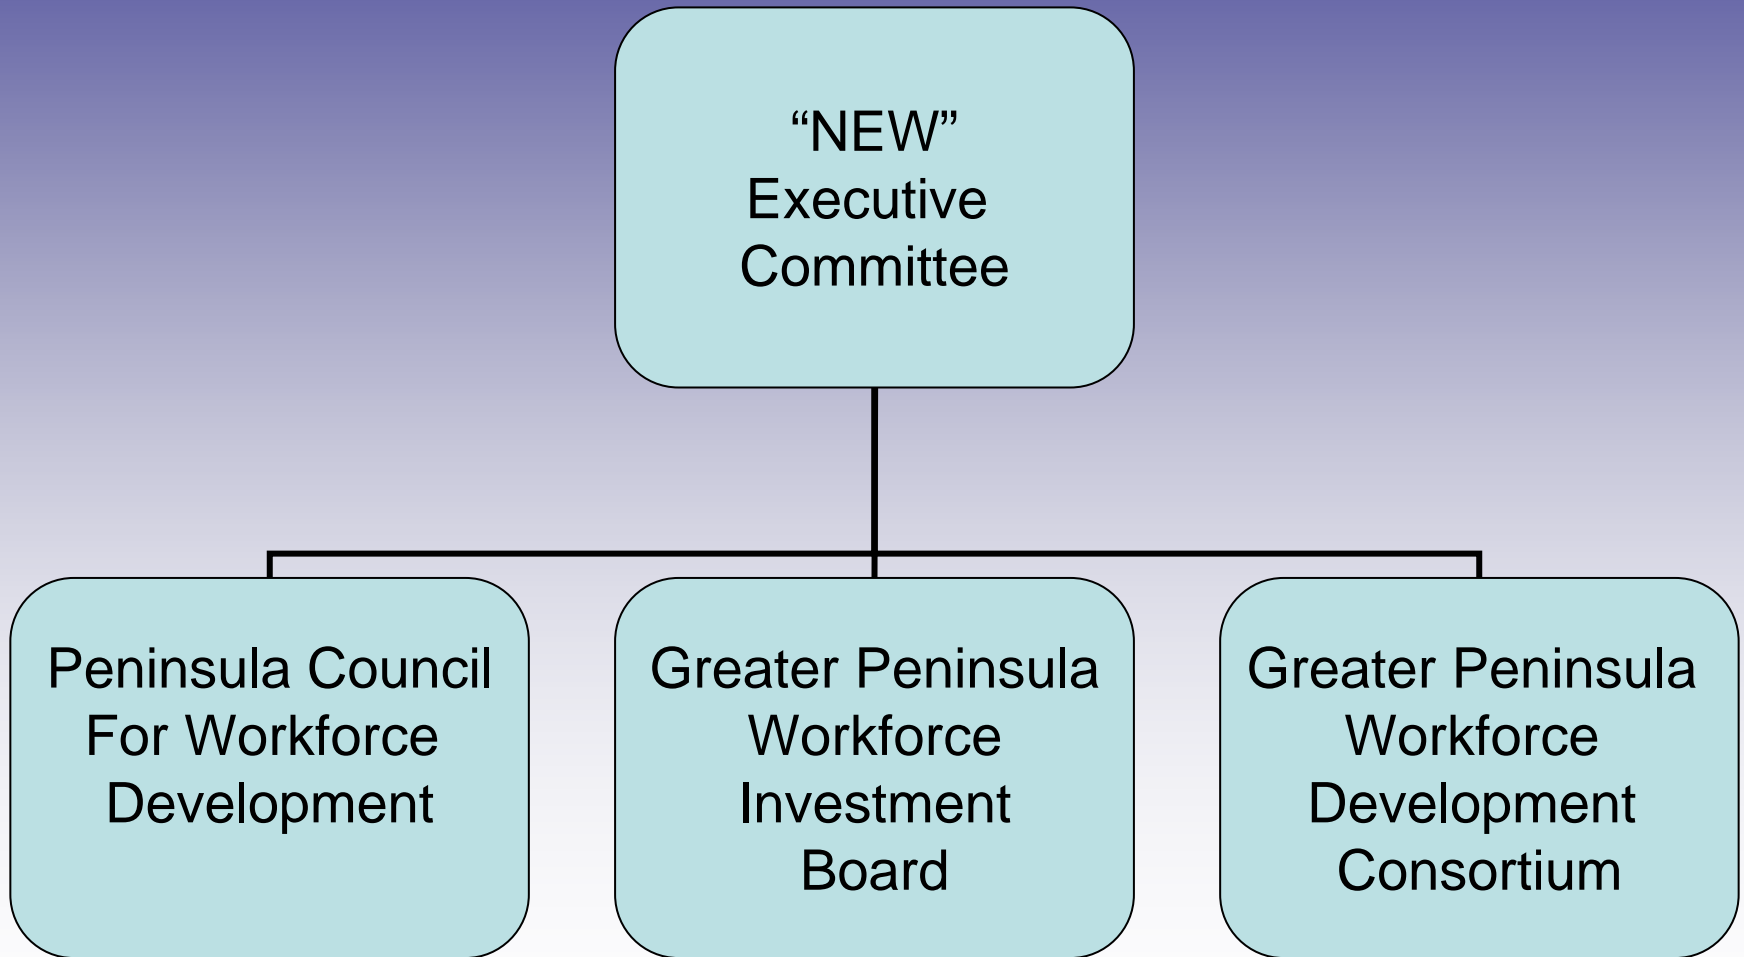 “NEW”
Executive
Committee
Peninsula Council
For Workforce
Development
Greater Peninsula
Workforce
Investment
Board
Greater Peninsula
Workforce
Development
Consortium